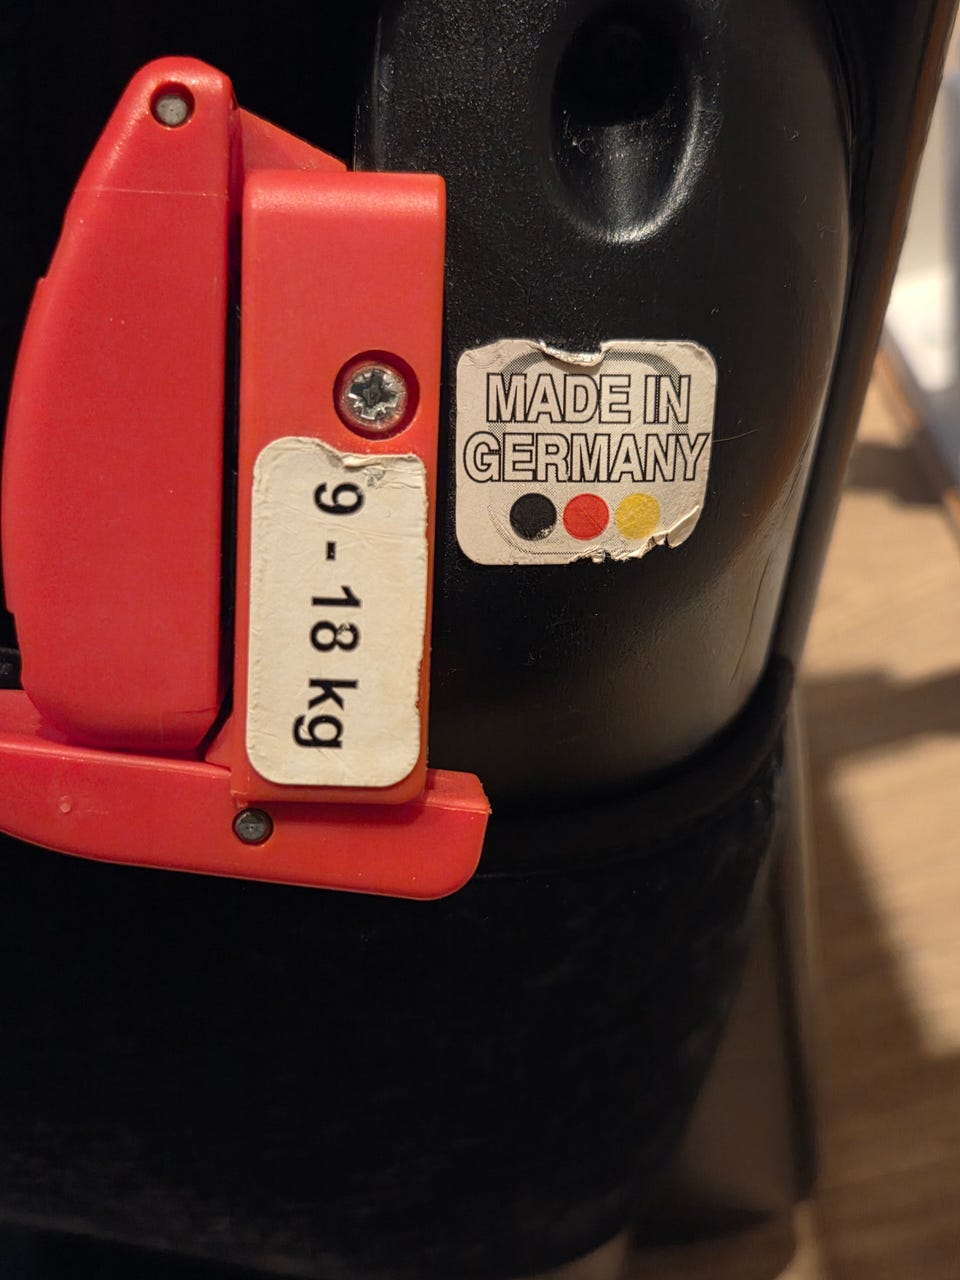 MADE IN
GERMANY
9 - 18 kg